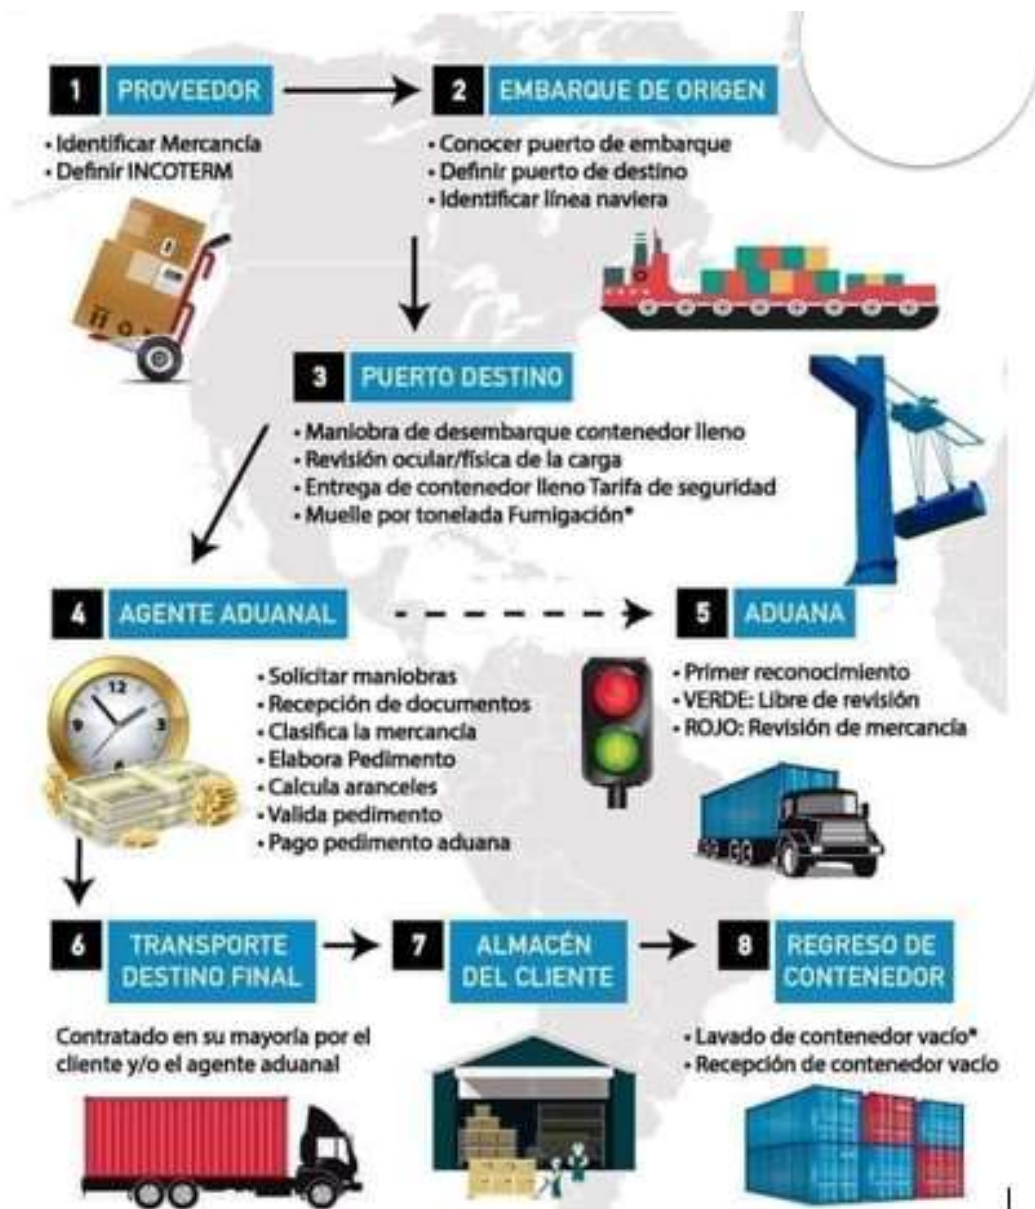 1 PROVEEDOR
• Identificar Mercancía
• Definir INCOTERM
2 EMBARQUE DE ORIGEN
• Conocer puerto de embarque
• Definir puerto de destino
• Identificar línea naviera
3 PUERTO DESTINO
• Maniobra de desembarque contenedor lleno
• Revisión ocular/física de la carga
• Entrega de contenedor lleno Tarifa de seguridad
• Muelle por tonelada Fumigación*
4 AGENTE ADUANAL
12
3
9
• Solicitar maniobras
• Recepción de documentos
• Clasifica la mercancía
• Elabora Pedimento
• Calcula aranceles
• Valida pedimento
• Pago pedimento aduana
5 ADUANA
• Primer reconocimiento
• VERDE: Libre de revisión
• ROJO: Revisión de mercancía
6 TRANSPORTE
DESTINO FINAL
Contratado en su mayoría por el
cliente y/o el agente aduanal
7 ALMACÉN
DEL CLIENTE
8 REGRESO DE
CONTENEDOR
• Lavado de contenedor vacío*
• Recepción de contenedor vacío